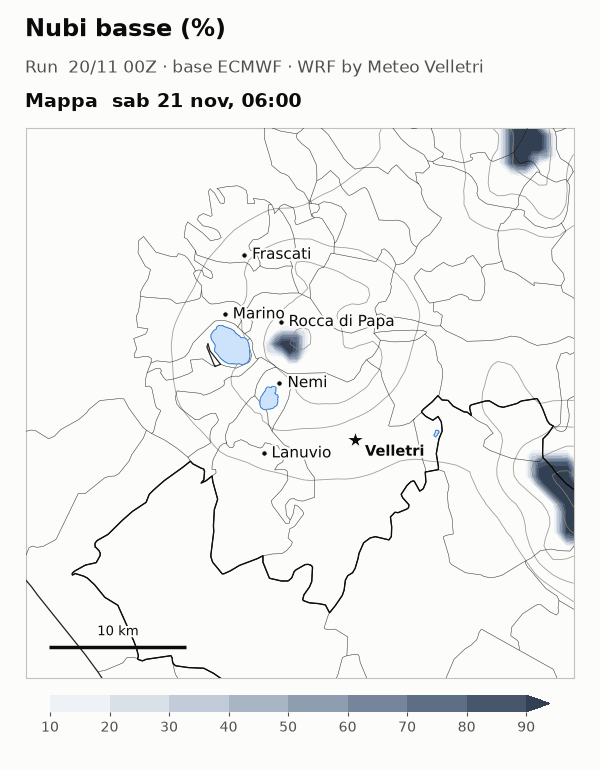 Nubi basse (%)
Run  20/11 00Z · base ECMWF · WRF by Meteo Velletri
Mappa  sab 21 nov, 06:00
Frascati
Marino
Rocca di Papa
Nemi
Velletri
Lanuvio
10 km
10 20 30 40 50 60 70 80 90